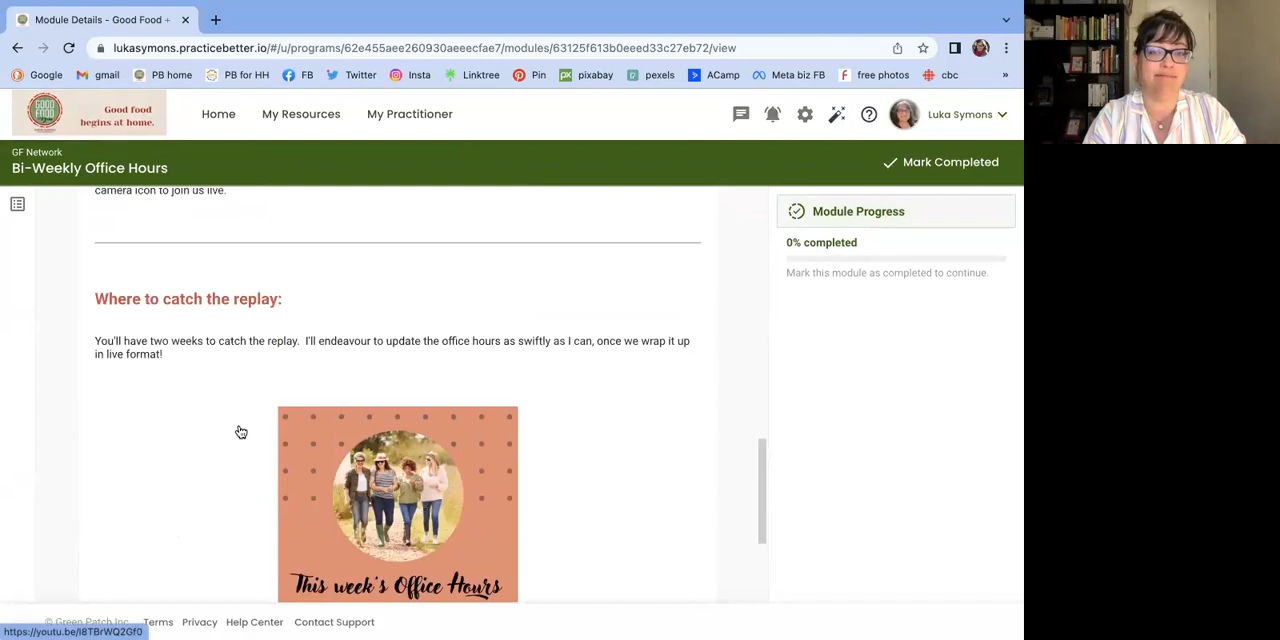 Module Details - Good Food +
lukasymons.practicebetter.io/#/u/programs/62e455aee260930aeeecfae7/modules/63125f613b0eeed33c27eb72/view
Google gmail PB home PB for HH FB Twitter Insta Linktree Pin pixabay pexels ACamp Meta biz FB free photos cbc »
GOOD FOOD
Good food
begins at home.
Home My Resources My Practitioner
Luka Symons
GF Network
Bi-Weekly Office Hours
Mark Completed
camera icon to join us live.
Module Progress
0% completed
Mark this module as completed to continue.
Where to catch the replay:
You'll have two weeks to catch the replay. I'll endeavour to update the office hours as swiftly as I can, once we wrap it up
in live format!
This week's Office Hours
© Green Patch Inc. Terms Privacy Help Center Contact Support
https://youtu.be/I8TBrWQ2Gf0